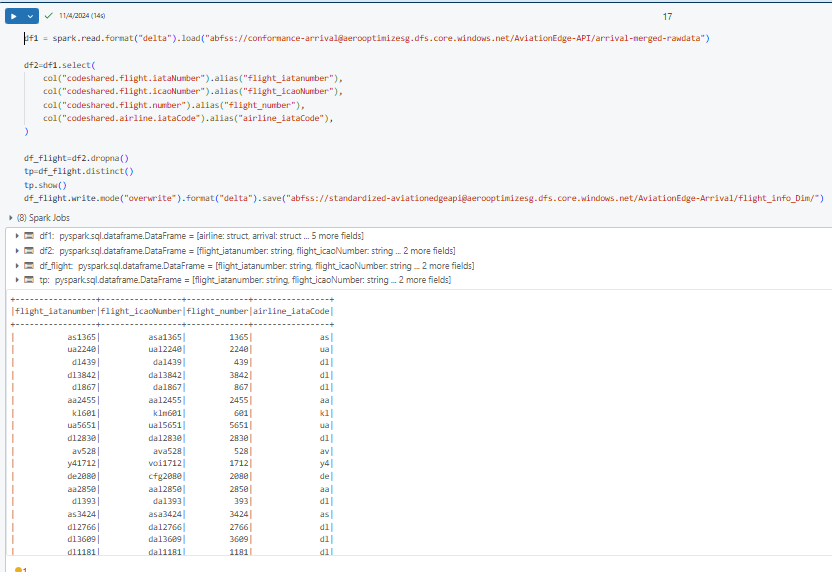 11/4/2024 (14s)
17
df1 = spark.read.format("delta").load("abfss://conformance-arrival@aerooptimizesg.dfs.core.windows.net/AviationEdge-API/arrival-merged-rawdata")
df2=df1.select(
col("codeshared.flight.iataNumber").alias("flight_iatanumber"),
col("codeshared.flight.icaoNumber").alias("flight_icaoNumber"),
col("codeshared.flight.number").alias("flight_number"),
col("codeshared.airline.iataCode").alias("airline_iataCode"),
)
df_flight=df2.dropna()
tp=df_flight.distinct()
tp.show()
df_flight.write.mode("overwrite").format("delta").save("abfss://standardized-aviationedgeapi@aerooptimizesg.dfs.core.windows.net/AviationEdge-Arrival/flight_info_Dim/")
(8) Spark Jobs
df1: pyspark.sql.dataframe.DataFrame = [airline: struct, arrival: struct ... 5 more fields]
df2: pyspark.sql.dataframe.DataFrame = [flight_iatanumber: string, flight_icaoNumber: string ... 2 more fields]
df_flight: pyspark.sql.dataframe.DataFrame = [flight_iatanumber: string, flight_icaoNumber: string ... 2 more fields]
tp: pyspark.sql.dataframe.DataFrame = [flight_iatanumber: string, flight_icaoNumber: string ... 2 more fields]
+-----------------+-----------------+-------------+----------------+
|flight_iatanumber|flight_icaoNumber|flight_number|airline_iataCode|
+-----------------+-----------------+-------------+----------------+
| as1365| asa1365| 1365| as|
| ua2240| ual2240| 2240| ua|
| dl439| dal439| 439| dl|
| dl3842| dal3842| 3842| dl|
| dl867| dal867| 867| dl|
| aa2455| aal2455| 2455| aa|
| kl601| klm601| 601| kl|
| ua5651| ual5651| 5651| ua|
| dl2830| dal2830| 2830| dl|
| av528| ava528| 528| av|
| y41712| voi1712| 1712| y4|
| de2080| cfg2080| 2080| de|
| aa2850| aal2850| 2850| aa|
| dl393| dal393| 393| dl|
| as3424| asa3424| 3424| as|
| dl2766| dal2766| 2766| dl|
| dl3609| dal3609| 3609| dl|
| dl1181| dal1181| 1181| dl|
1